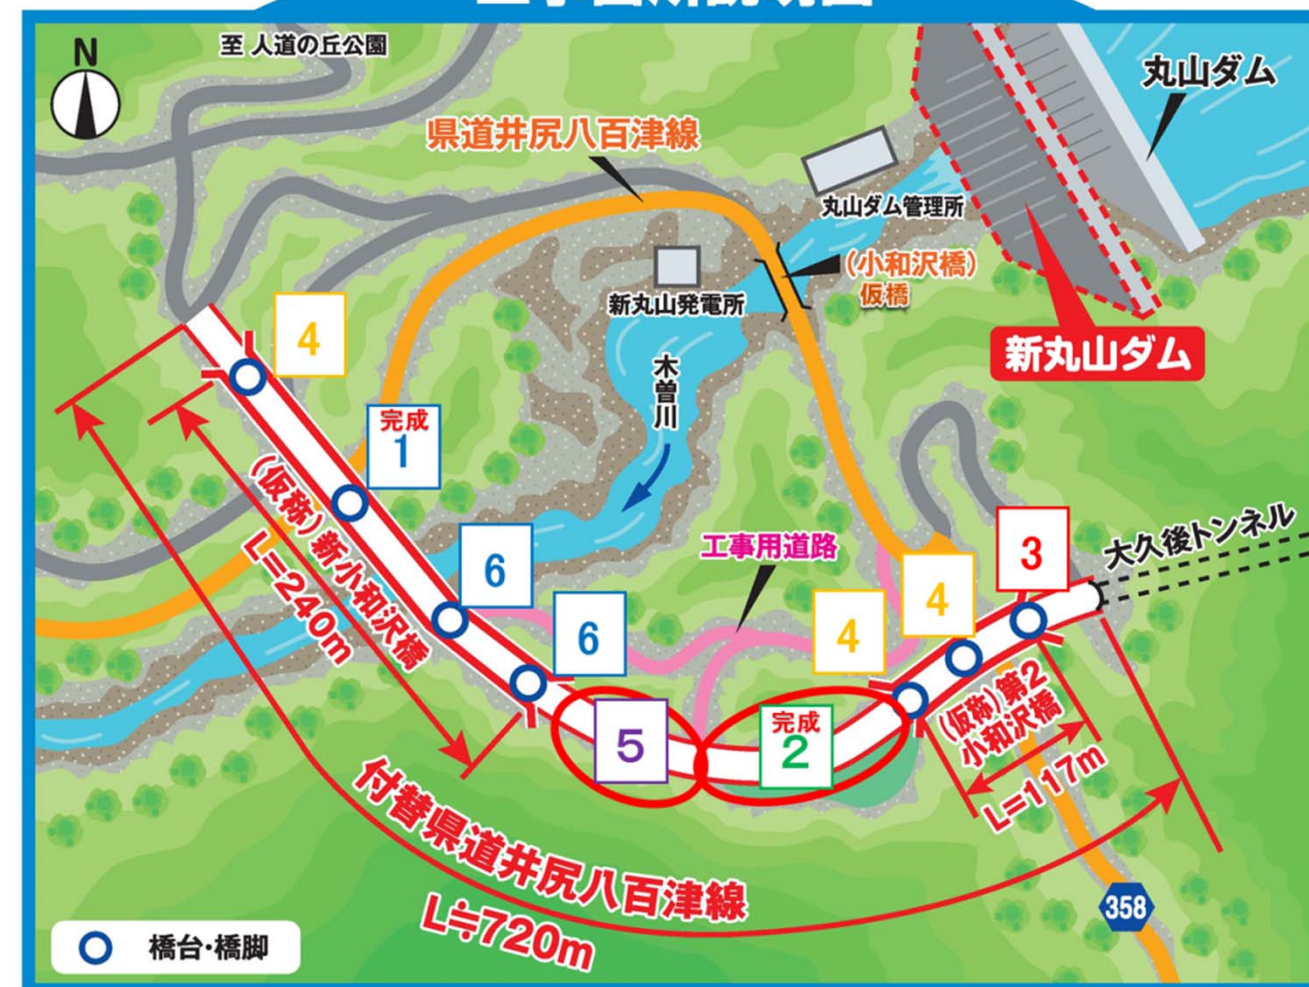 N
至 人道の丘公園
丸山ダム
県道井尻八百津線
丸山ダム管理所
(小和沢橋)
仮橋
新丸山発電所
新丸山ダム
木曽川
4
完成
1
(仮称)新小和沢橋
L=240m
6
6
工事用道路
4
4
3
大久後トンネル
5
完成
2
(仮称)第2
小和沢橋
L=117m
付替県道井尻八百津線
L≒720m
358
橋台・橋脚